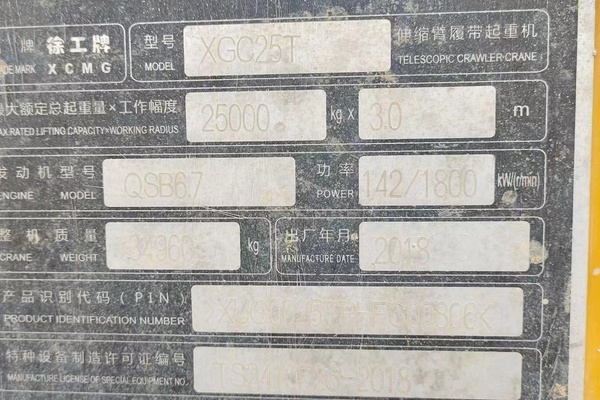 牌 徐工牌 型号 XGC25T 伸缩臂履带起重机
MARK XCMG MODEL TELESCOPIC CRAWLER CRANE
最大额定总起重量×工作幅度 25000 kg × 3.0 m
MAX.RATED LIFTING CAPACITY×WORKING RADIUS
发动机型号 QSB6.7 功率 142/1800 kW/(r/min)
ENGINE MODEL POWER
整机质量 kg 出厂年月 2018
CRANE WEIGHT MANUFACTURE DATE
产品识别代码(PIN)
PRODUCT IDENTIFICATION NUMBER
特种设备制造许可证编号
MANUFACTURE LICENSE OF SPECIAL EQUIPMENT NO.